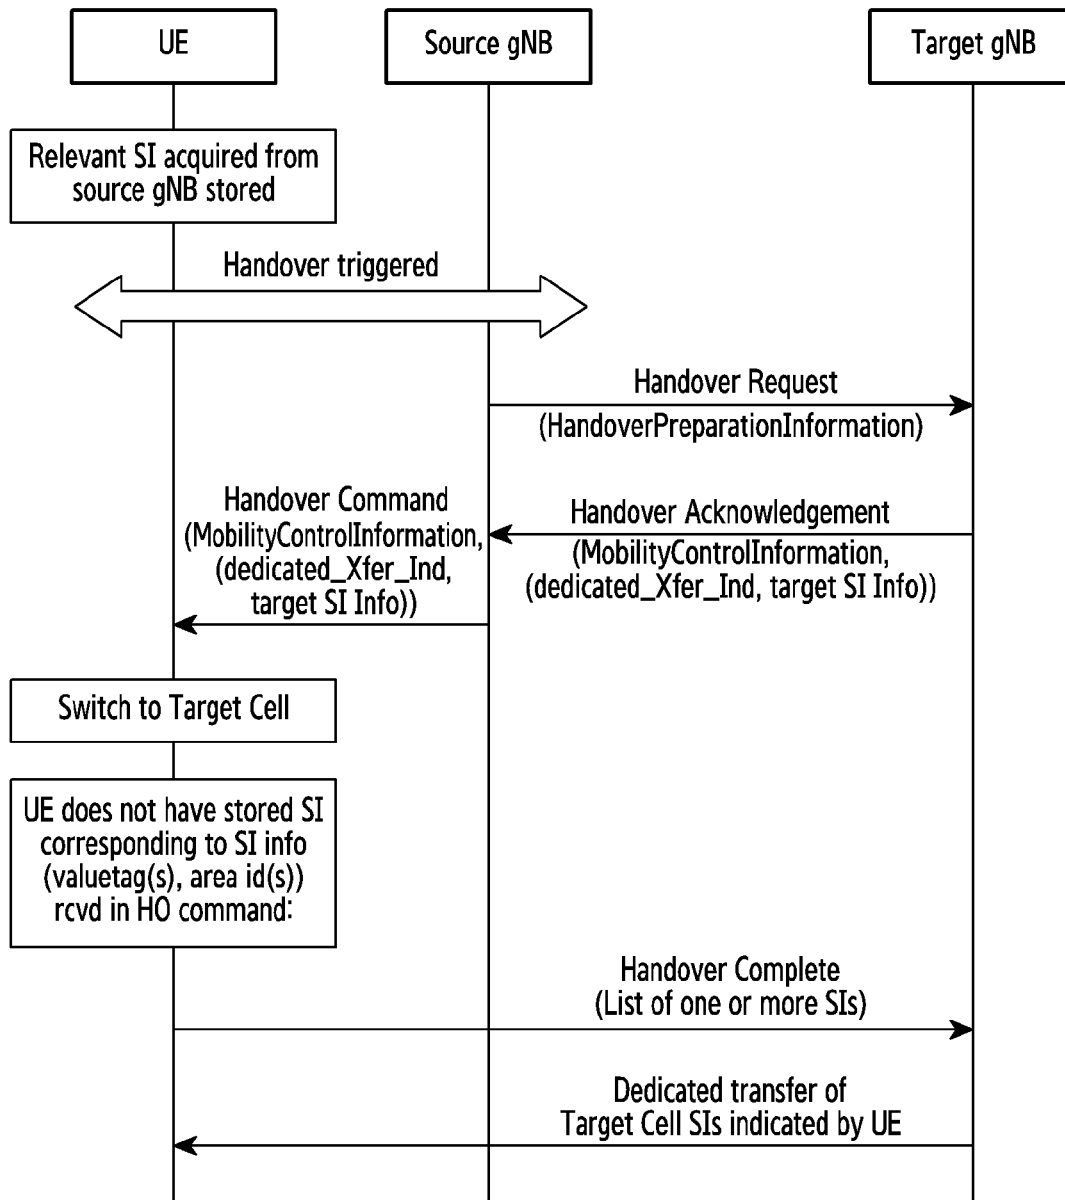 UE
Source gNB
Target gNB
Relevant SI acquired from
source gNB stored
Handover triggered
Handover Request
(HandoverPreparationInformation)
Handover Acknowledgement
(MobilityControlInformation,
(dedicated_Xfer_Ind, target SI Info))
Handover Command
(MobilityControlInformation,
(dedicated_Xfer_Ind,
target SI Info))
Switch to Target Cell
UE does not have stored SI
corresponding to SI info
(valuetag(s), area id(s))
rcvd in HO command:
Handover Complete
(List of one or more SIs)
Dedicated transfer of
Target Cell SIs indicated by UE